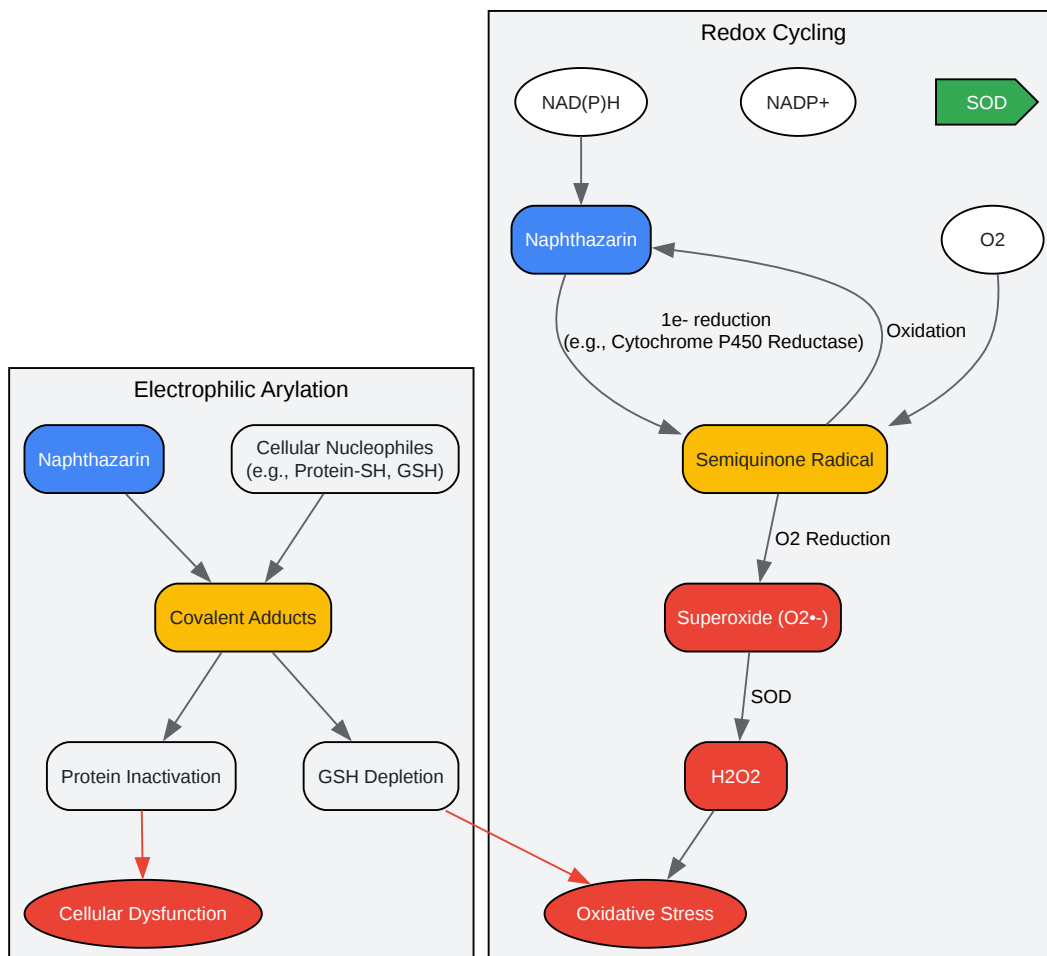 Redox Cycling
NAD(P)H
NADP+
SOD
Naphthazarin
O2
1e- reduction
(e.g., Cytochrome P450 Reductase)
Oxidation
Semiquinone Radical
O2 Reduction
Superoxide (O2•-)
SOD
H2O2
Oxidative Stress
Electrophilic Arylation
Naphthazarin
Cellular Nucleophiles
(e.g., Protein-SH, GSH)
Covalent Adducts
Protein Inactivation
GSH Depletion
Cellular Dysfunction